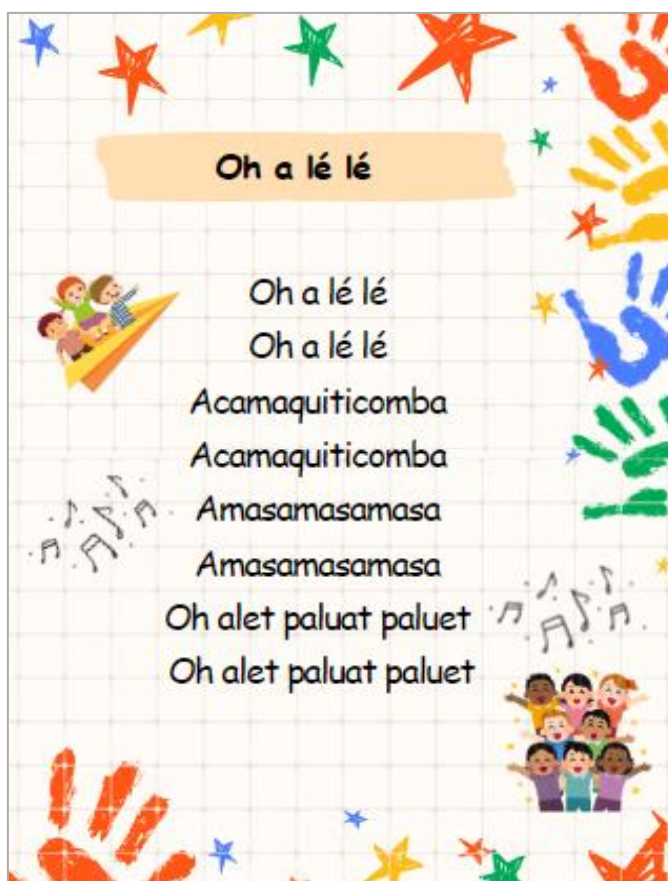 Oh a lé lé
Oh a lé lé
Oh a lé lé
Acamaquiticomba
Acamaquiticomba
Amasamasamasa
Amasamasamasa
Oh alet paluat paluet
Oh alet paluat paluet